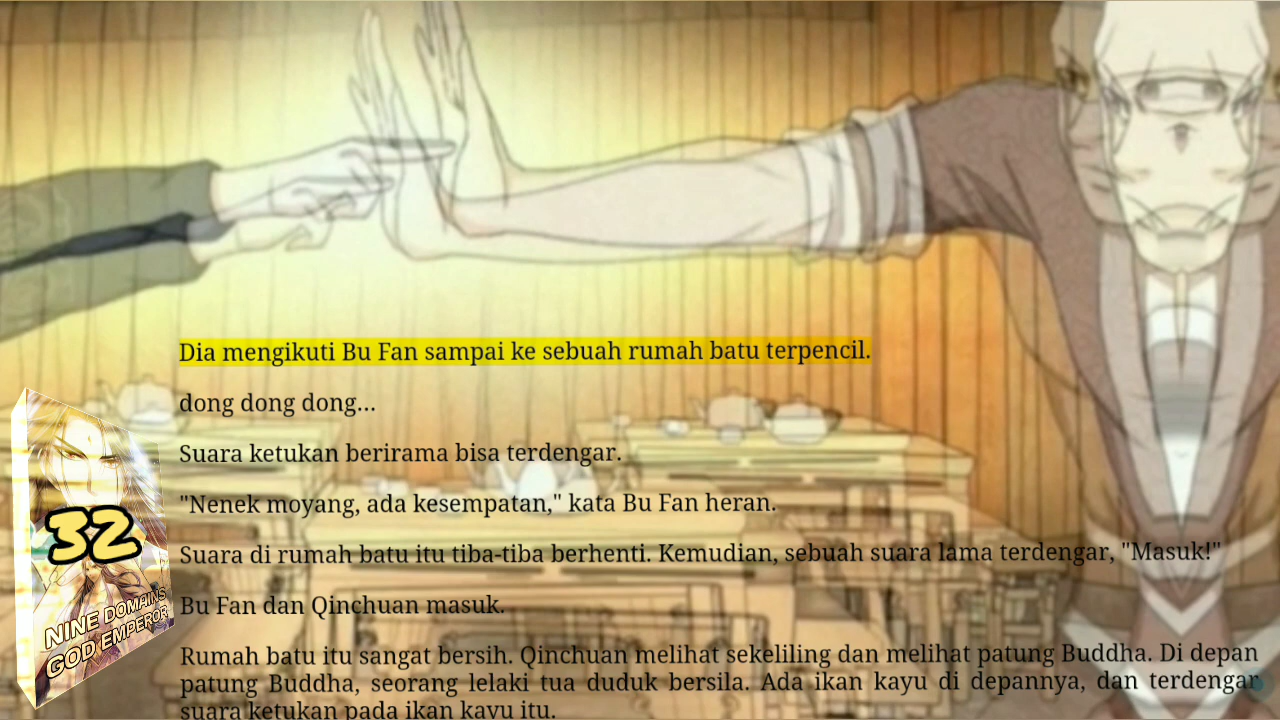 Dia mengikuti Bu Fan sampai ke sebuah rumah batu terpencil.
dong dong dong...
Suara ketukan berirama bisa terdengar.
"Nenek moyang, ada kesempatan," kata Bu Fan heran.
Suara di rumah batu itu tiba-tiba berhenti. Kemudian, sebuah suara lama terdengar, "Masuk!"
Bu Fan dan Qinchuan masuk.
Rumah batu itu sangat bersih. Qinchuan melihat sekeliling dan melihat patung Buddha. Di depan
patung Buddha, seorang lelaki tua duduk bersila. Ada ikan kayu di depannya, dan terdengar
suara ketukan pada ikan kayu itu.
32
NINE DOMAINS
GOD EMPEROR